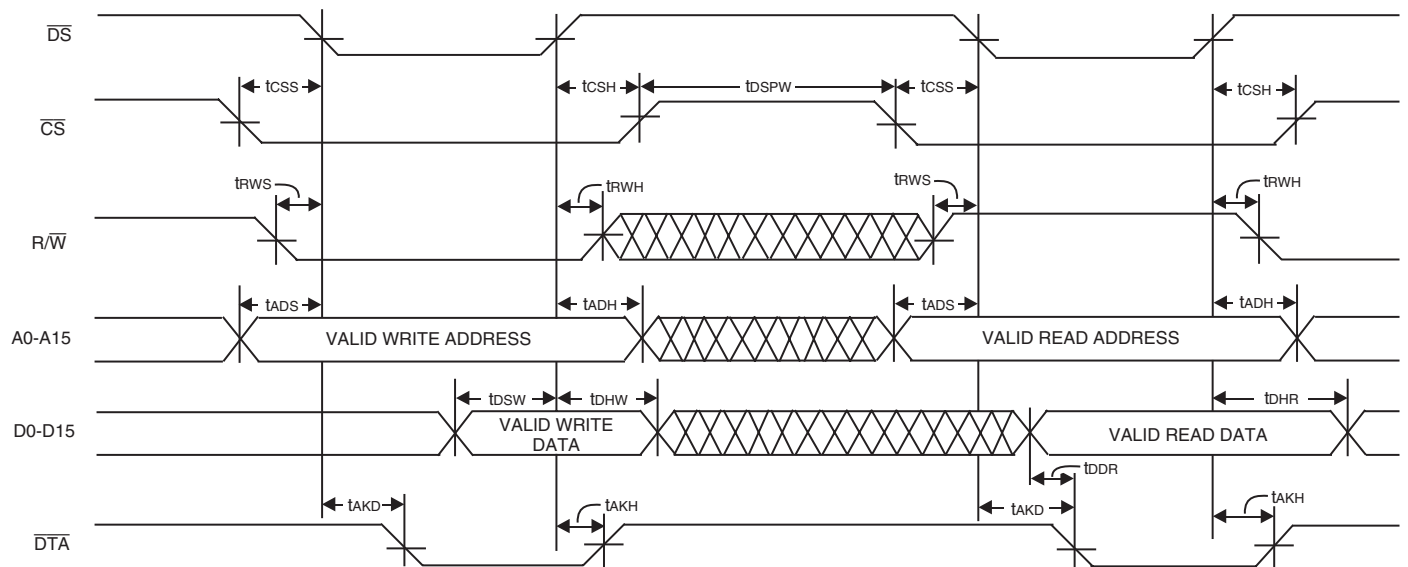 DS
tCSS tCSH tDSPW tCSS tCSH
CS
tRWS tRWH tRWS tRWH
R/W
tADS tADH tADS tADH
A0-A15 VALID WRITE ADDRESS VALID READ ADDRESS
tDSW tDHW tDHR
D0-D15 VALID WRITE DATA VALID READ DATA
tDDR
tAKD tAKH tAKD tAKH
DTA